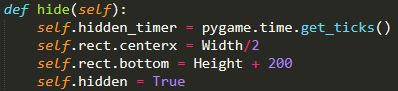 def hide(self):
    self.hidden_timer = pygame.time.get_ticks()
    self.rect.centerx = Width/2
    self.rect.bottom = Height + 200
    self.hidden = True